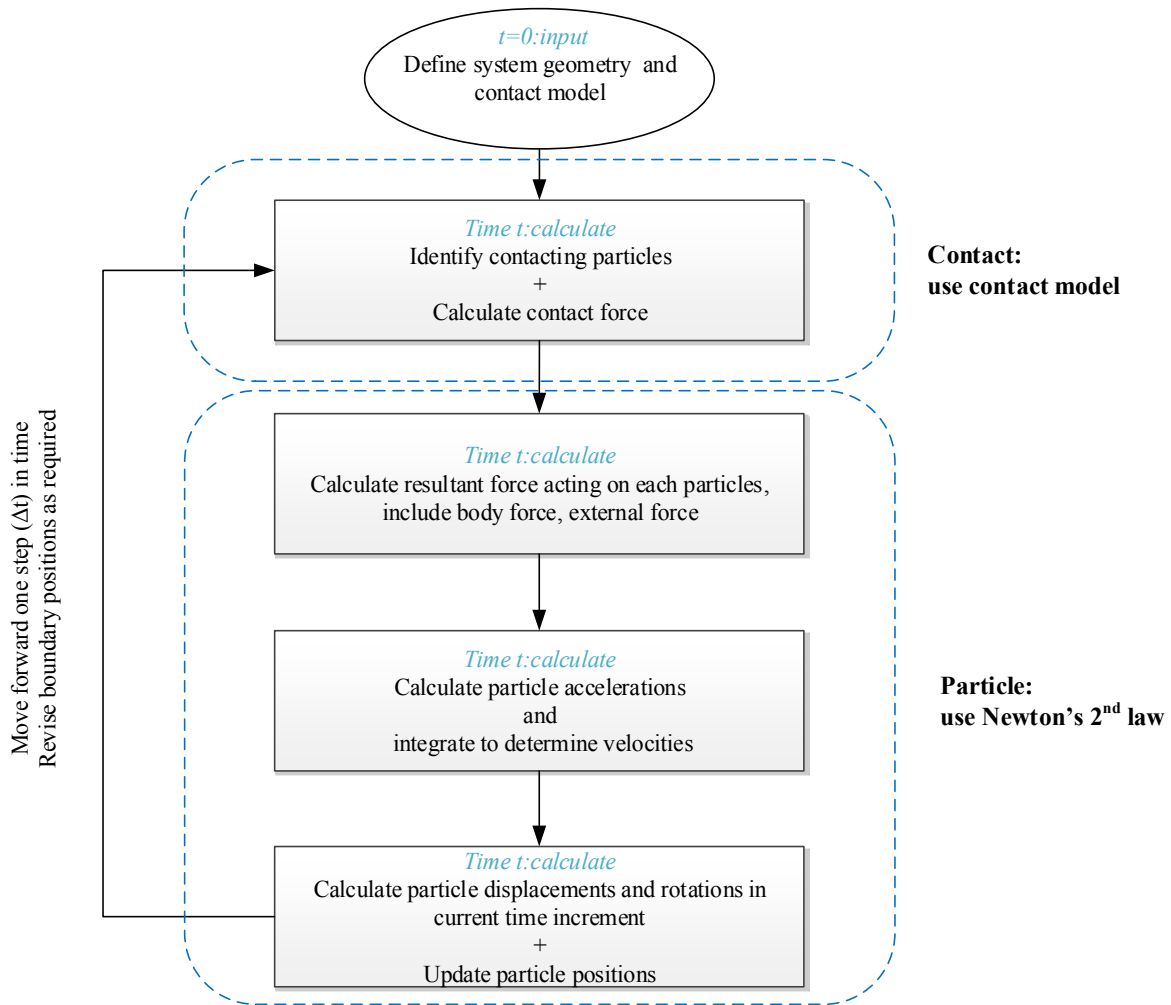 t=0:input
Define system geometry and
contact model
Time t:calculate
Identify contacting particles
+
Calculate contact force
Contact:
use contact model
Time t:calculate
Calculate resultant force acting on each particles,
include body force, external force
Time t:calculate
Calculate particle accelerations
and
integrate to determine velocities
Particle:
use Newton's 2nd law
Time t:calculate
Calculate particle displacements and rotations in
current time increment
+
Update particle positions
Move forward one step (Δt) in time
Revise boundary positions as required